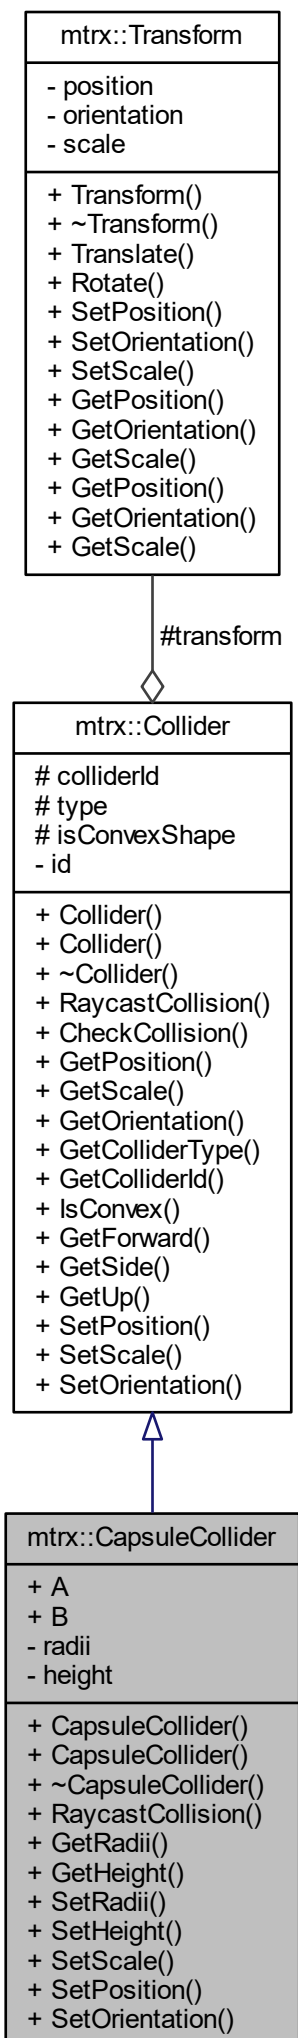 mtrx::Transform
- position
- orientation
- scale
+ Transform()
+ ~Transform()
+ Translate()
+ Rotate()
+ SetPosition()
+ SetOrientation()
+ SetScale()
+ GetPosition()
+ GetOrientation()
+ GetScale()
+ GetPosition()
+ GetOrientation()
+ GetScale()
#transform
mtrx::Collider
# colliderId
# type
# isConvexShape
- id
+ Collider()
+ Collider()
+ ~Collider()
+ RaycastCollision()
+ CheckCollision()
+ GetPosition()
+ GetScale()
+ GetOrientation()
+ GetColliderType()
+ GetColliderId()
+ IsConvex()
+ GetForward()
+ GetSide()
+ GetUp()
+ SetPosition()
+ SetScale()
+ SetOrientation()
mtrx::CapsuleCollider
+ A
+ B
- radii
- height
+ CapsuleCollider()
+ CapsuleCollider()
+ ~CapsuleCollider()
+ RaycastCollision()
+ GetRadii()
+ GetHeight()
+ SetRadii()
+ SetHeight()
+ SetScale()
+ SetPosition()
+ SetOrientation()